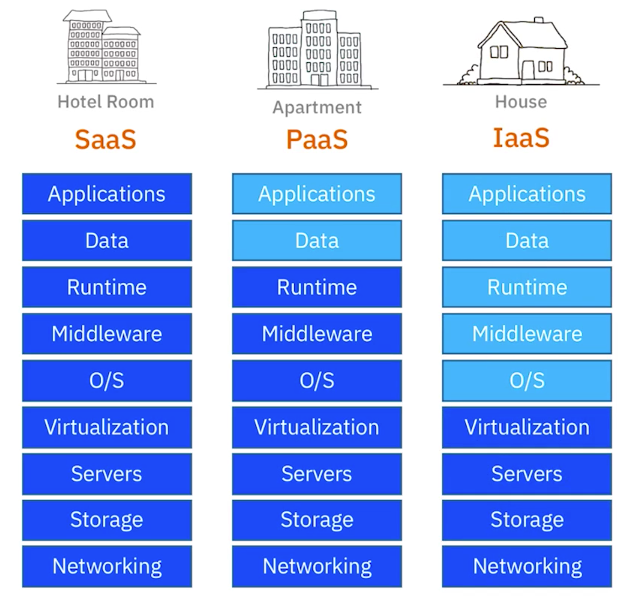 Hotel Room
SaaS
Applications
Data
Runtime
Middleware
O/S
Virtualization
Servers
Storage
Networking
Apartment
PaaS
Applications
Data
Runtime
Middleware
O/S
Virtualization
Servers
Storage
Networking
House
IaaS
Applications
Data
Runtime
Middleware
O/S
Virtualization
Servers
Storage
Networking